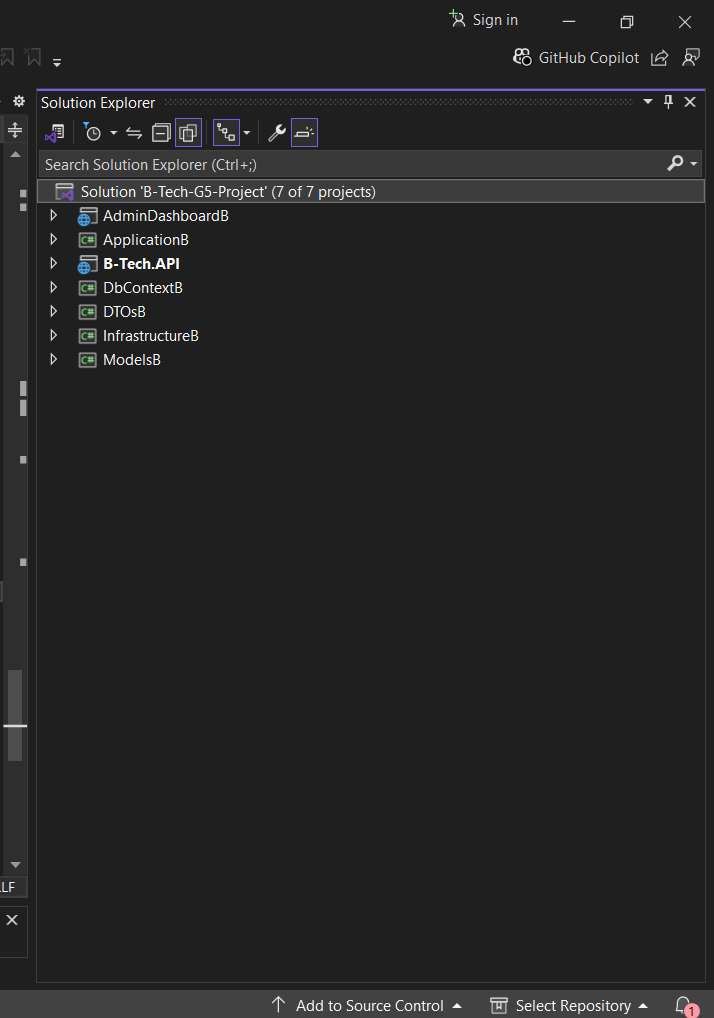 Sign in
GitHub Copilot
Solution Explorer
Search Solution Explorer (Ctrl+;)
Solution 'B-Tech-G5-Project' (7 of 7 projects)
AdminDashboardB
C# ApplicationB
B-Tech.API
C# DbContextB
C# DTOsB
C# InfrastructureB
C# ModelsB
LF
Add to Source Control
Select Repository
1